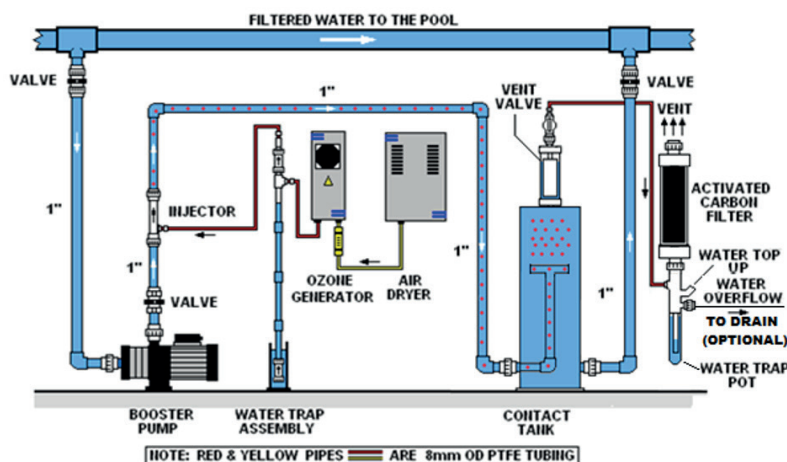 FILTERED WATER TO THE POOL
VALVE
1"
VENT
VALVE
VALVE
VENT
ACTIVATED
CARBON
FILTER
INJECTOR
1"
1"
1"
1"
OZONE
GENERATOR
AIR
DRYER
VALVE
WATER TOP
UP
WATER
OVERFLOW
TO DRAIN
(OPTIONAL)
WATER TRAP
POT
BOOSTER
PUMP
WATER TRAP
ASSEMBLY
CONTACT
TANK
NOTE: RED & YELLOW PIPES ARE 8mm OD PTFE TUBING